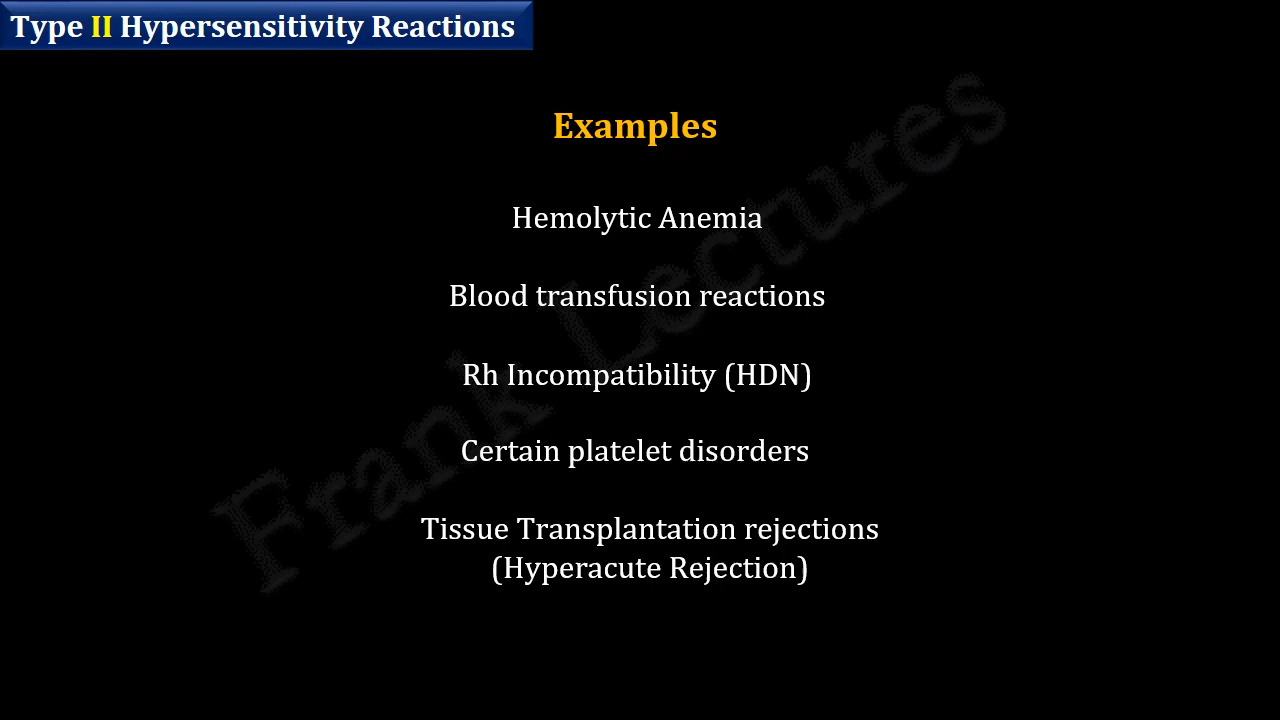 Type II Hypersensitivity Reactions
Examples
Hemolytic Anemia
Blood transfusion reactions
Rh Incompatibility (HDN)
Certain platelet disorders
Tissue Transplantation rejections
(Hyperacute Rejection)
Frank Lectures